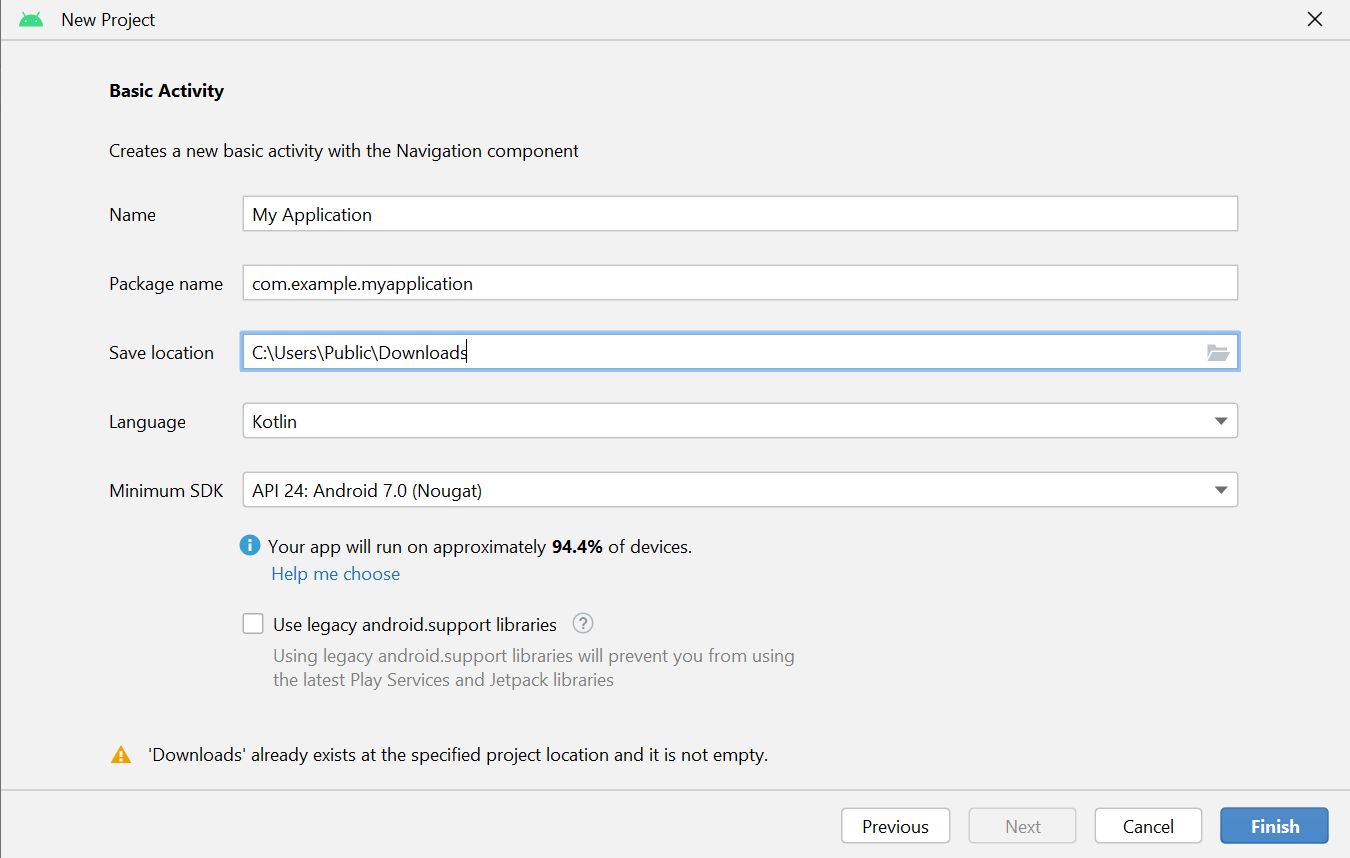 New Project
Basic Activity
Creates a new basic activity with the Navigation component
Name My Application
Package name com.example.myapplication
Save location C:\Users\Public\Downloads
Language Kotlin
Minimum SDK API 24: Android 7.0 (Nougat)
Your app will run on approximately 94.4% of devices.
Help me choose
Use legacy android.support libraries ?
Using legacy android.support libraries will prevent you from using
the latest Play Services and Jetpack libraries
'Downloads' already exists at the specified project location and it is not empty.
Previous Next Cancel Finish